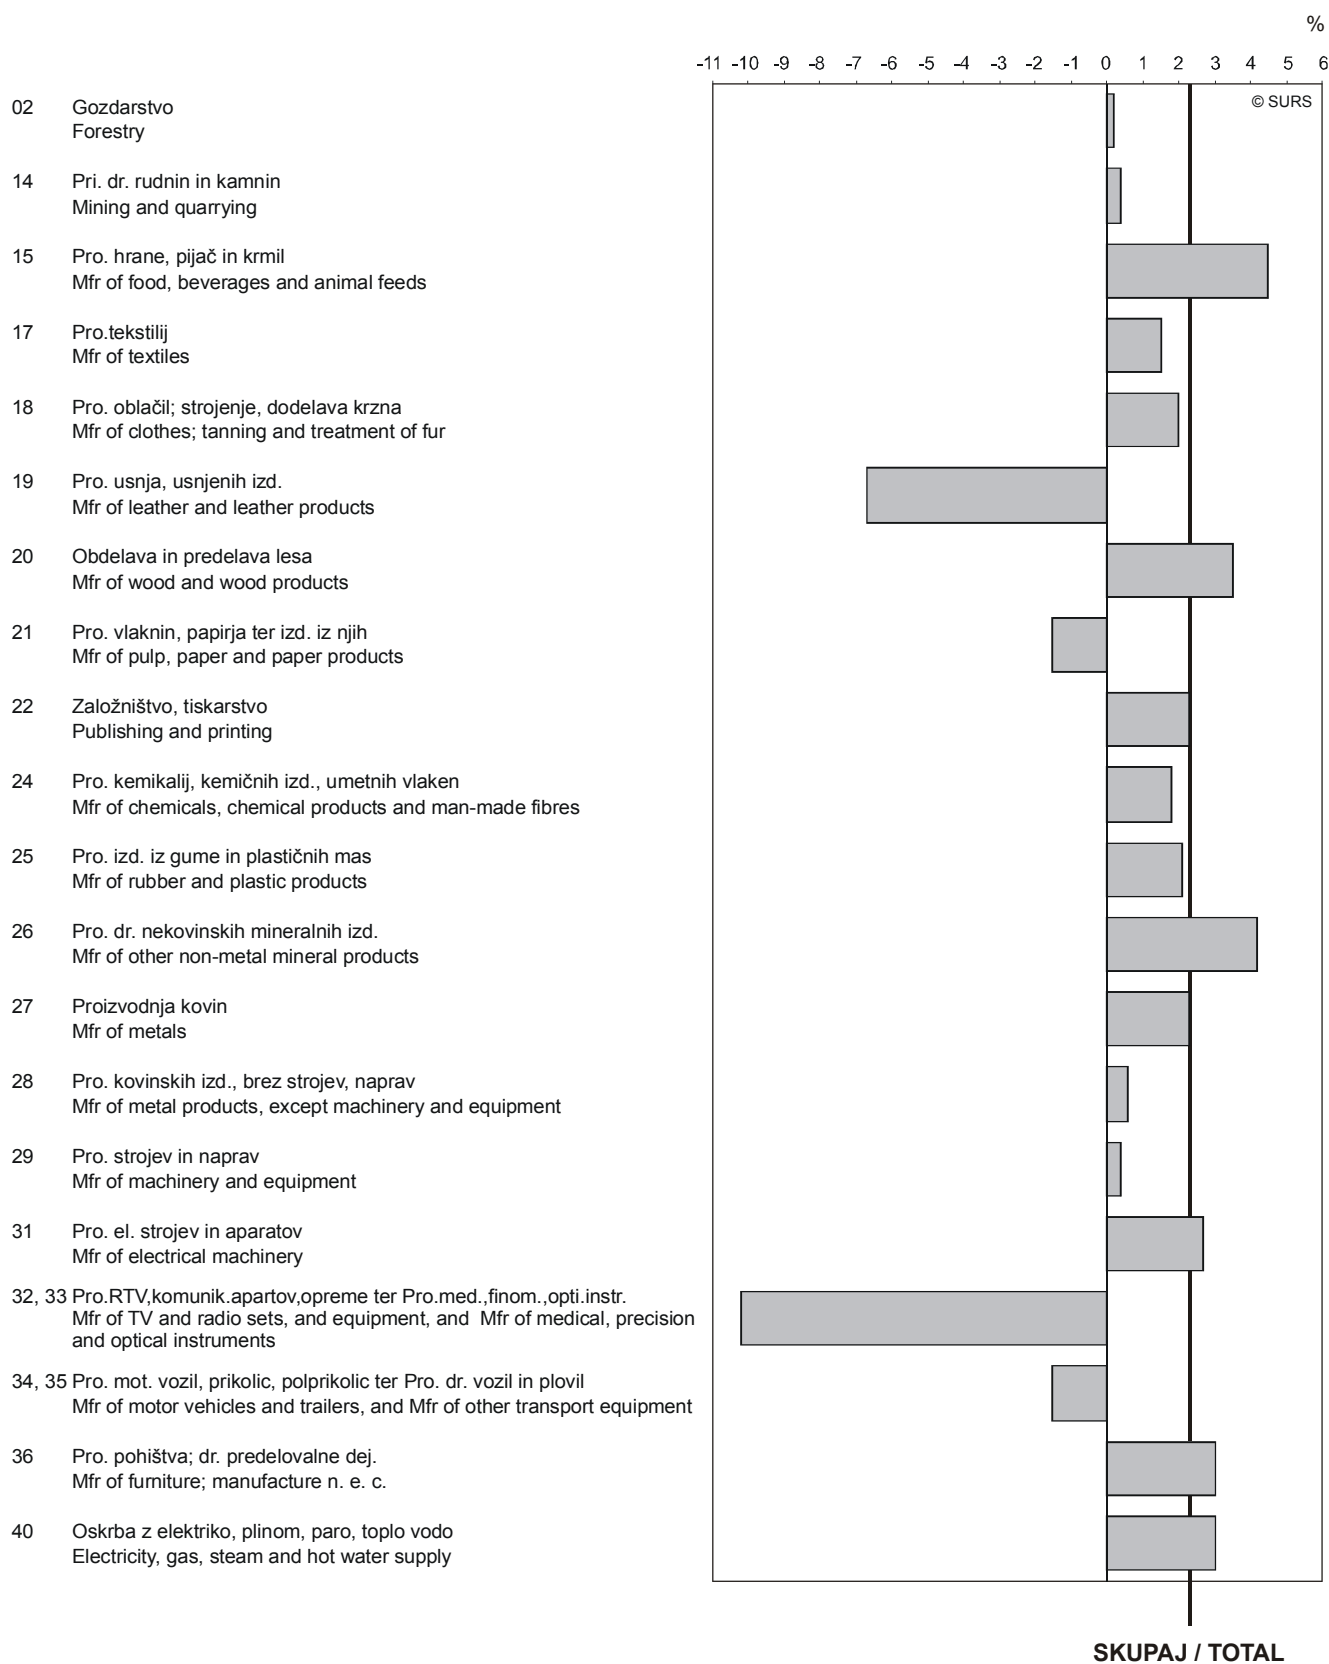 %
-11 -10 -9 -8 -7 -6 -5 -4 -3 -2 -1 0 1 2 3 4 5 6
© SURS
02 Gozdarstvo
Forestry
14 Pri. dr. rudnin in kamnin
Mining and quarrying
15 Pro. hrane, pijač in krmil
Mfr of food, beverages and animal feeds
17 Pro.tekstilij
Mfr of textiles
18 Pro. oblačil; strojenje, dodelava krzna
Mfr of clothes; tanning and treatment of fur
19 Pro. usnja, usnjenih izd.
Mfr of leather and leather products
20 Obdelava in predelava lesa
Mfr of wood and wood products
21 Pro. vlaknin, papirja ter izd. iz njih
Mfr of pulp, paper and paper products
22 Založništvo, tiskarstvo
Publishing and printing
24 Pro. kemikalij, kemičnih izd., umetnih vlaken
Mfr of chemicals, chemical products and man-made fibres
25 Pro. izd. iz gume in plastičnih mas
Mfr of rubber and plastic products
26 Pro. dr. nekovinskih mineralnih izd.
Mfr of other non-metal mineral products
27 Proizvodnja kovin
Mfr of metals
28 Pro. kovinskih izd., brez strojev, naprav
Mfr of metal products, except machinery and equipment
29 Pro. strojev in naprav
Mfr of machinery and equipment
31 Pro. el. strojev in aparatov
Mfr of electrical machinery
32, 33 Pro.RTV,komunik.apartov,opreme ter Pro.med.,finom.,opti.instr.
Mfr of TV and radio sets, and equipment, and Mfr of medical, precision
and optical instruments
34, 35 Pro. mot. vozil, prikolic, polprikolic ter Pro. dr. vozil in plovil
Mfr of motor vehicles and trailers, and Mfr of other transport equipment
36 Pro. pohištva; dr. predelovalne dej.
Mfr of furniture; manufacture n. e. c.
40 Oskrba z elektriko, plinom, paro, toplo vodo
Electricity, gas, steam and hot water supply
SKUPAJ / TOTAL